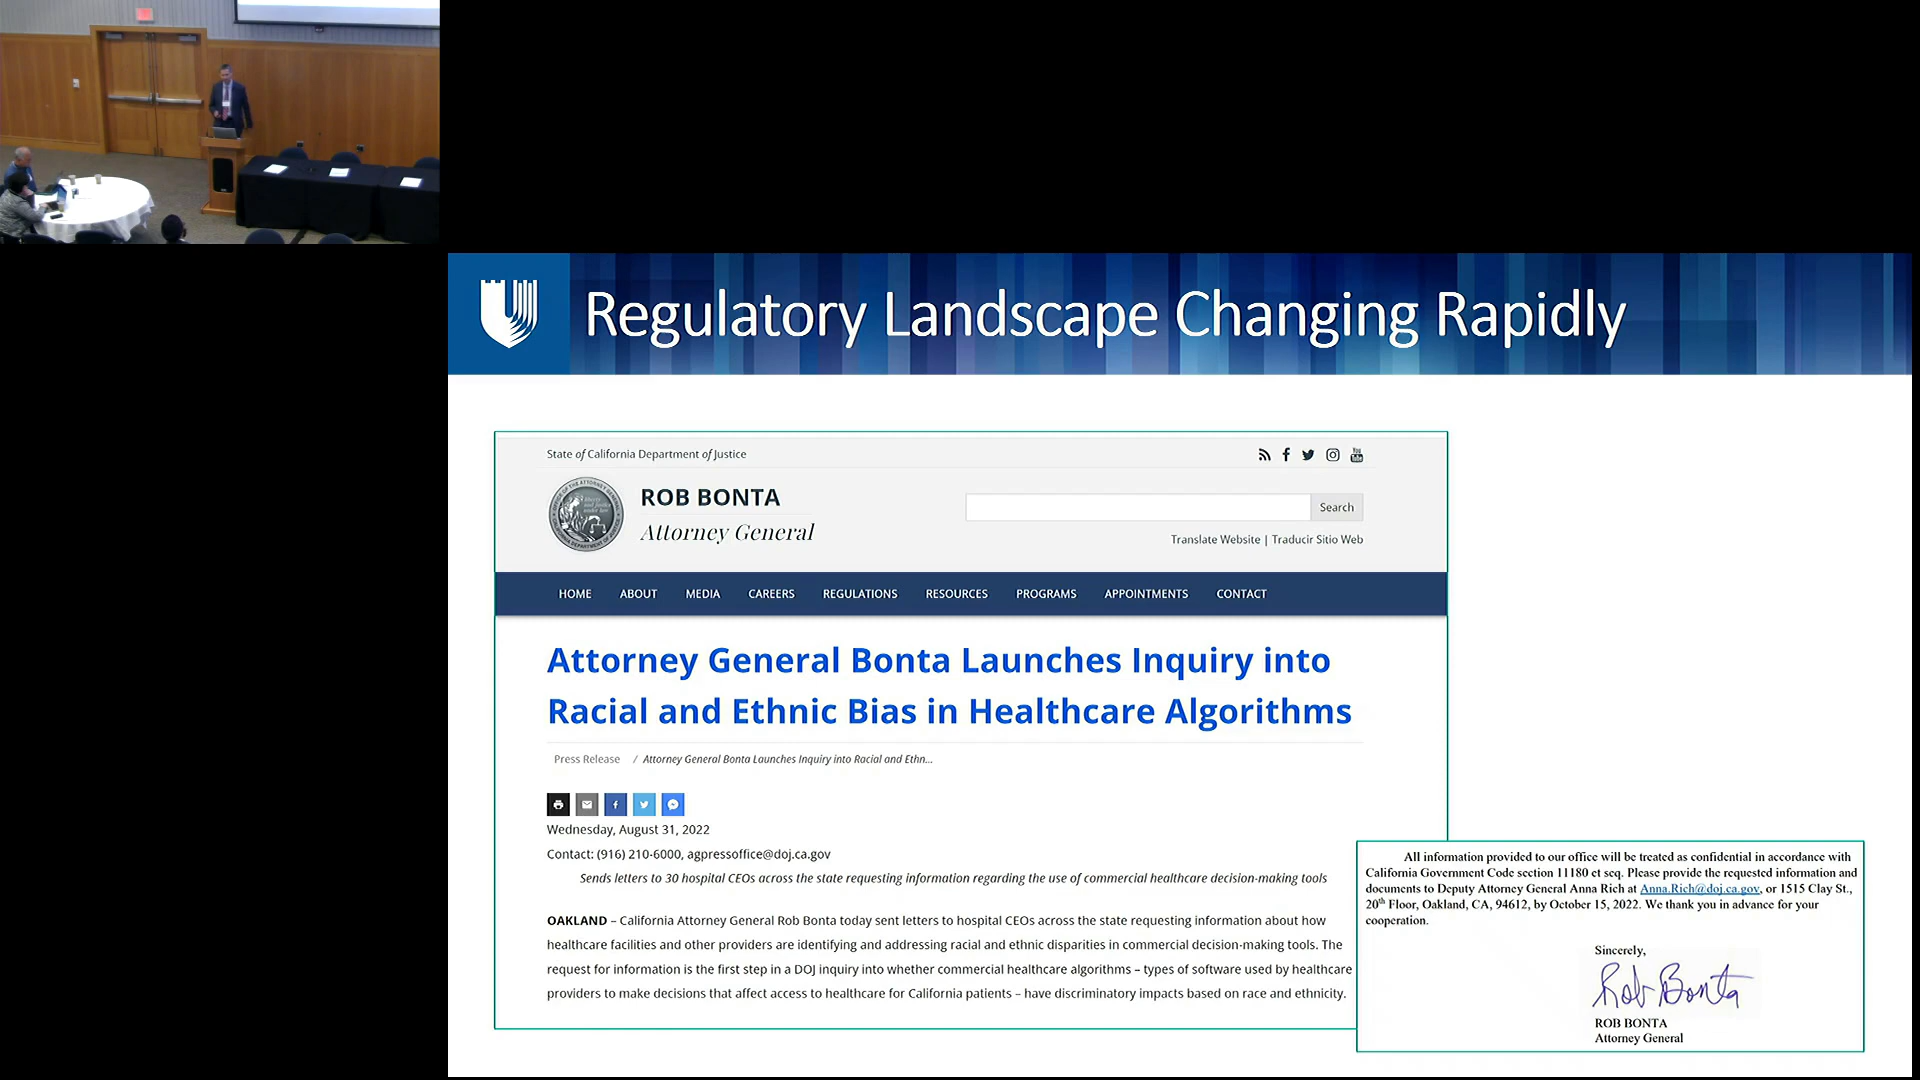 Regulatory Landscape Changing Rapidly
State of California Department of Justice
ROB BONTA
Attorney General
Search
Translate Website | Traducir Sitio Web
HOME ABOUT MEDIA CAREERS REGULATIONS RESOURCES PROGRAMS APPOINTMENTS CONTACT
Attorney General Bonta Launches Inquiry into
Racial and Ethnic Bias in Healthcare Algorithms
Press Release / Attorney General Bonta Launches Inquiry into Racial and Ethn...
Wednesday, August 31, 2022
Contact: (916) 210-6000, agpressoffice@doj.ca.gov
Sends letters to 30 hospital CEOs across the state requesting information regarding the use of commercial healthcare decision-making tools
OAKLAND – California Attorney General Rob Bonta today sent letters to hospital CEOs across the state requesting information about how
healthcare facilities and other providers are identifying and addressing racial and ethnic disparities in commercial decision-making tools. The
request for information is the first step in a DOJ inquiry into whether commercial healthcare algorithms – types of software used by healthcare
providers to make decisions that affect access to healthcare for California patients – have discriminatory impacts based on race and ethnicity.
All information provided to our office will be treated as confidential in accordance with
California Government Code section 11180 et seq. Please provide the requested information and
documents to Deputy Attorney General Anna Rich at Anna.Rich@doj.ca.gov, or 1515 Clay St.,
20th Floor, Oakland, CA, 94612, by October 15, 2022. We thank you in advance for your
cooperation.
Sincerely,
Rob Bonta
ROB BONTA
Attorney General